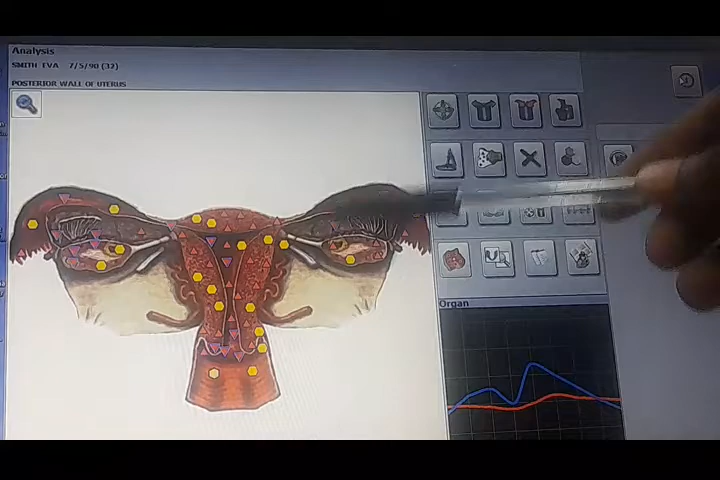 Analysis
SMITH EVA 7/5/90 (32)
POSTERIOR WALL OF UTERUS
Organ